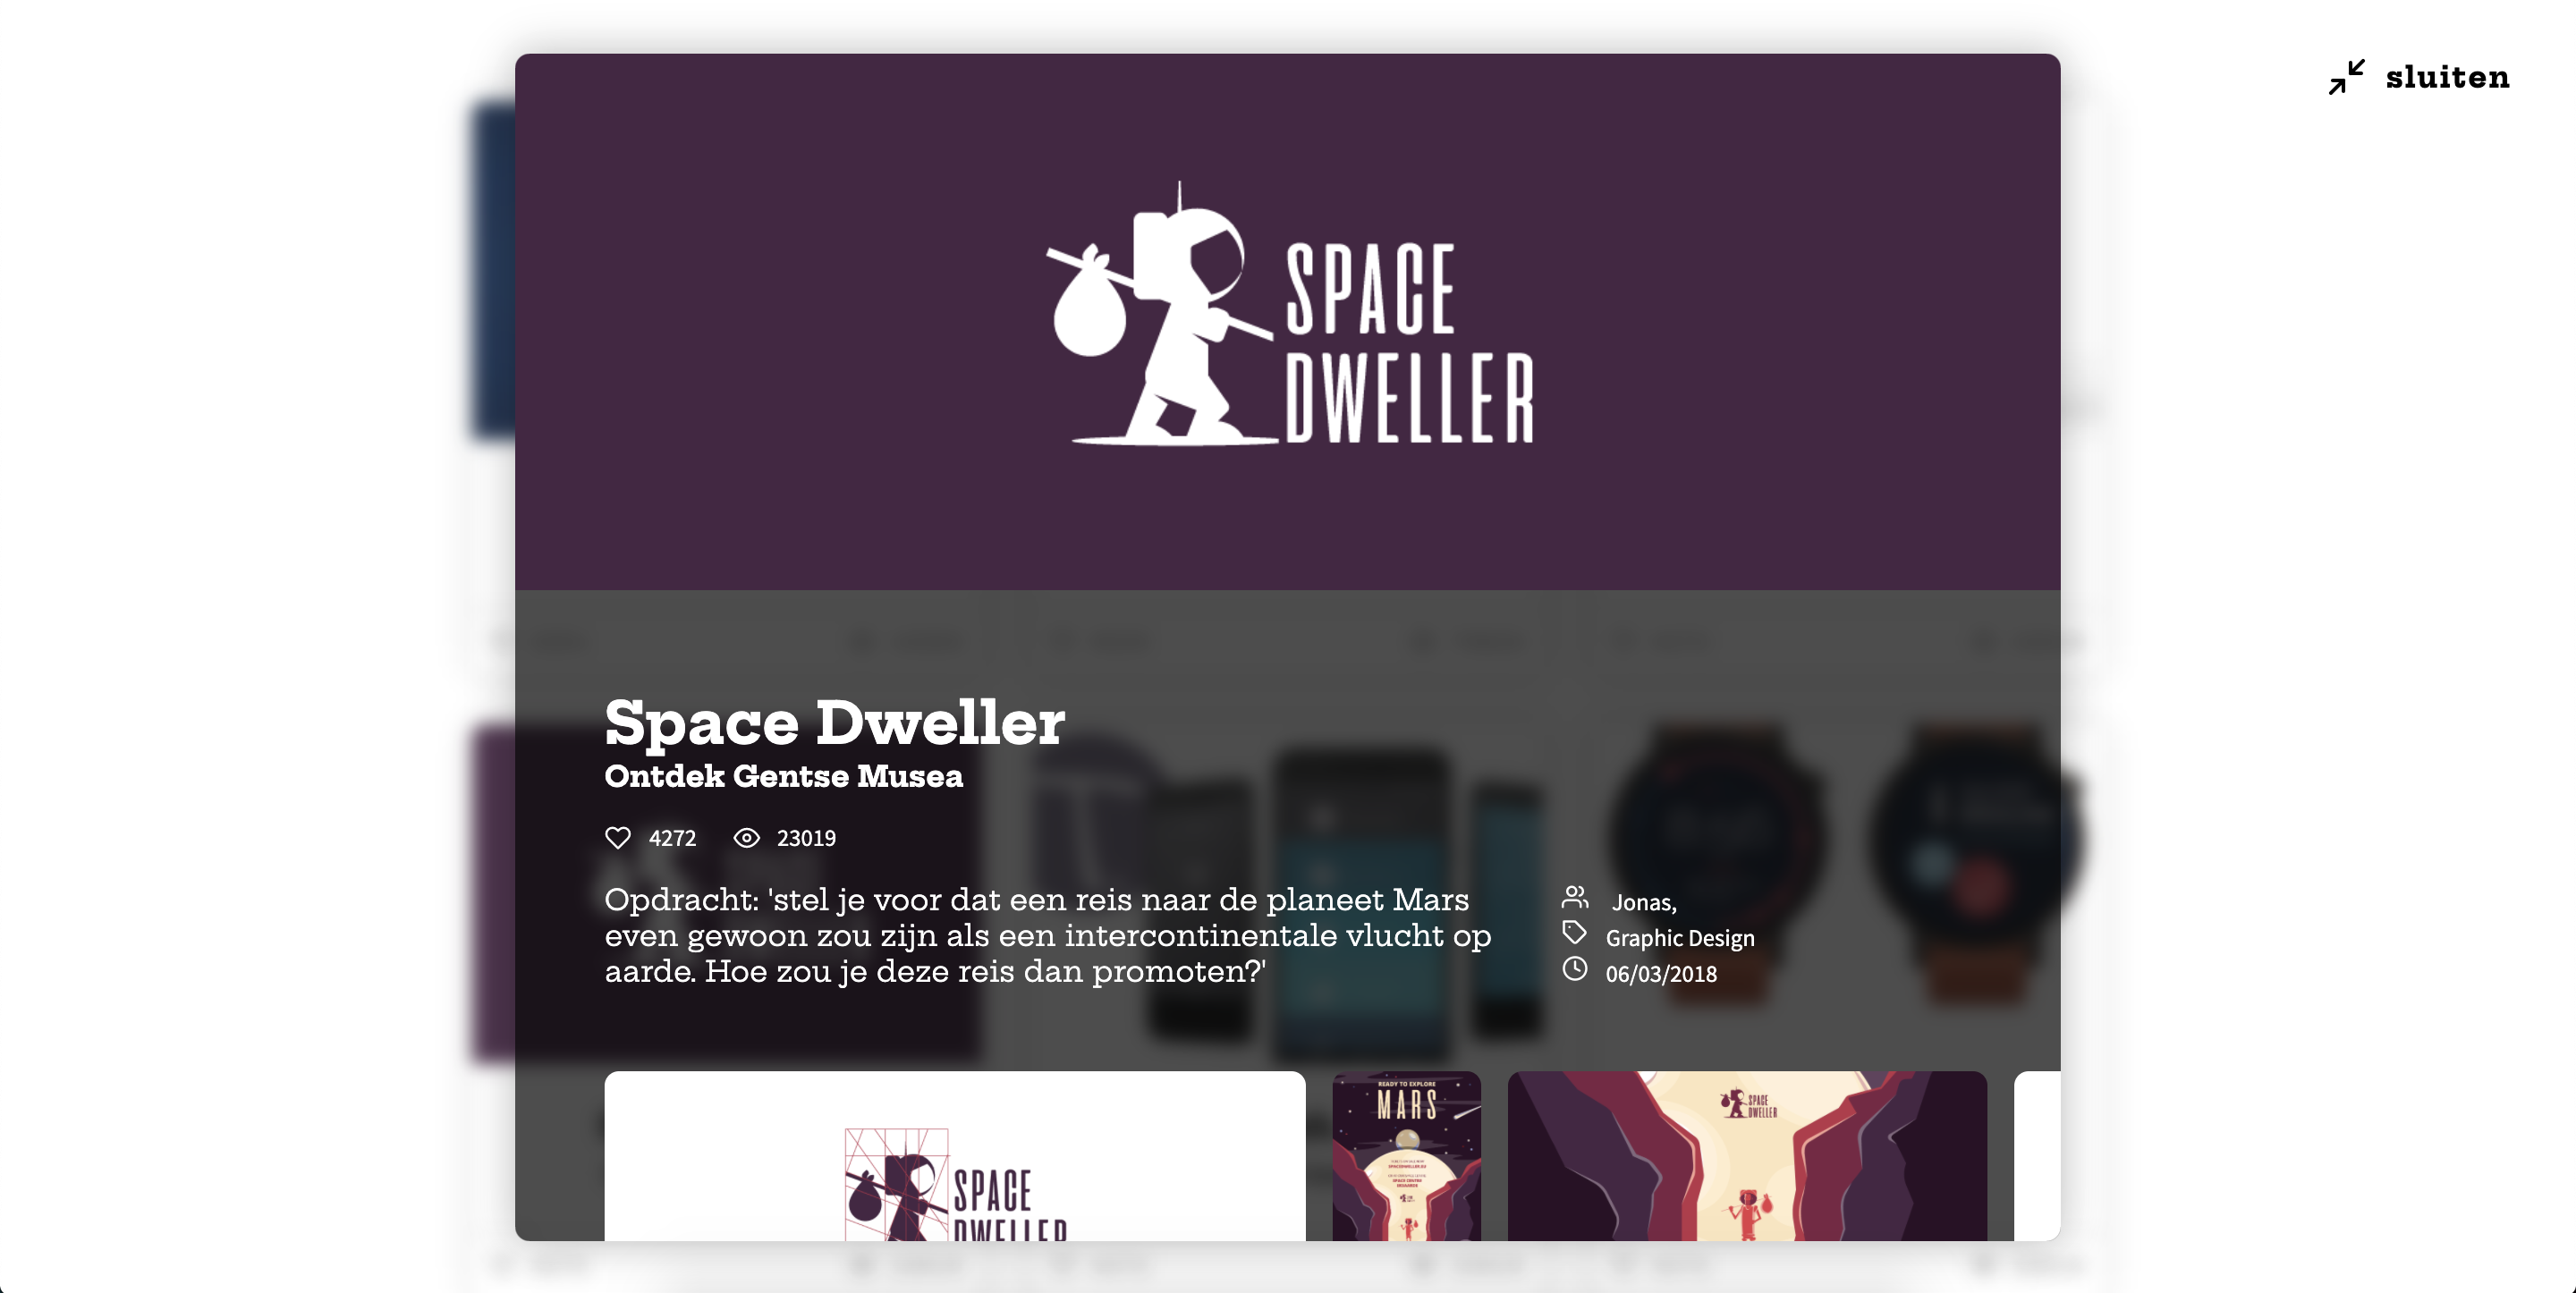 sluiten
SPACE
DWELLER
Space Dweller
Ontdek Gentse Musea
4272 23019
Opdracht: 'stel je voor dat een reis naar de planeet Mars
even gewoon zou zijn als een intercontinentale vlucht op
aarde. Hoe zou je deze reis dan promoten?'
Jonas,
Graphic Design
06/03/2018
SPACE
DWELLER
READY TO EXPLORE
MARS
SPACE
DWELLER